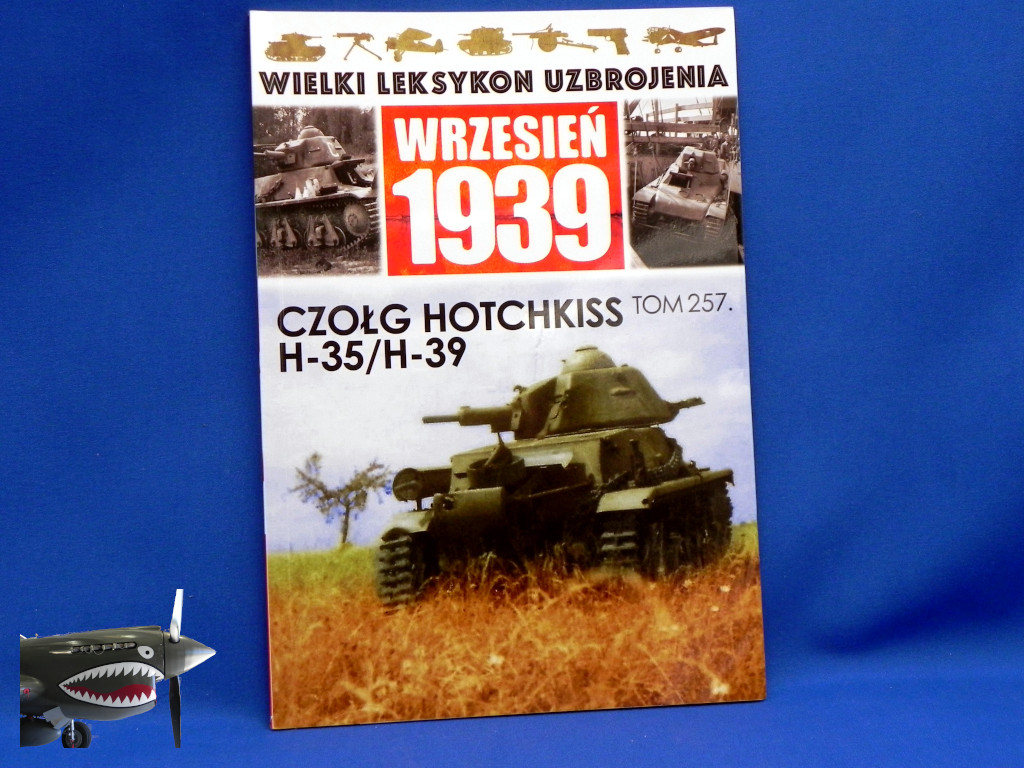 WIELKI LEKSYKON UZBROJENIA
WRZESIEŃ
1939
CZOŁG HOTCHKISS TOM 257.
H-35/H-39